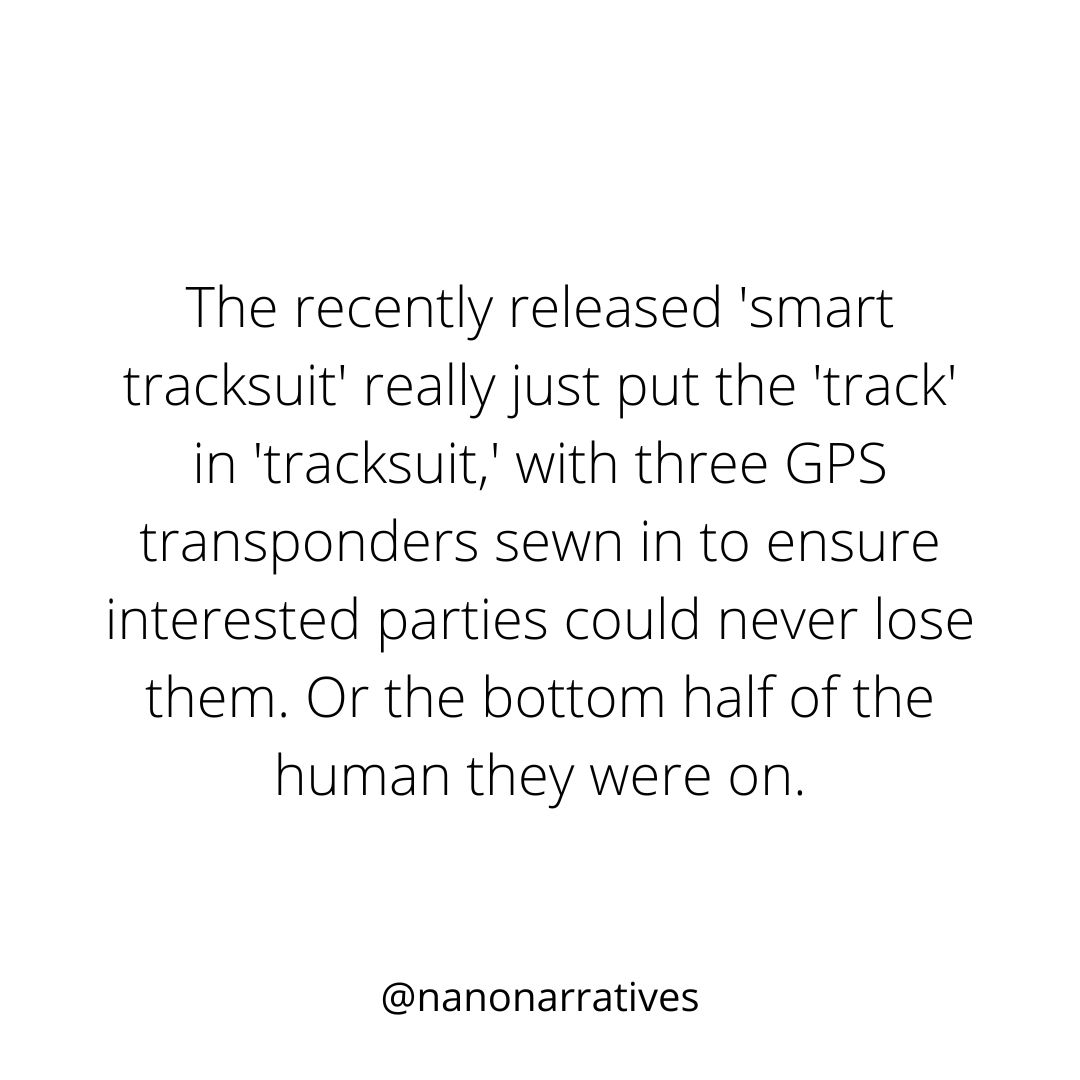 The recently released 'smart
tracksuit' really just put the 'track'
in 'tracksuit,' with three GPS
transponders sewn in to ensure
interested parties could never lose
them. Or the bottom half of the
human they were on.
@nanonarratives